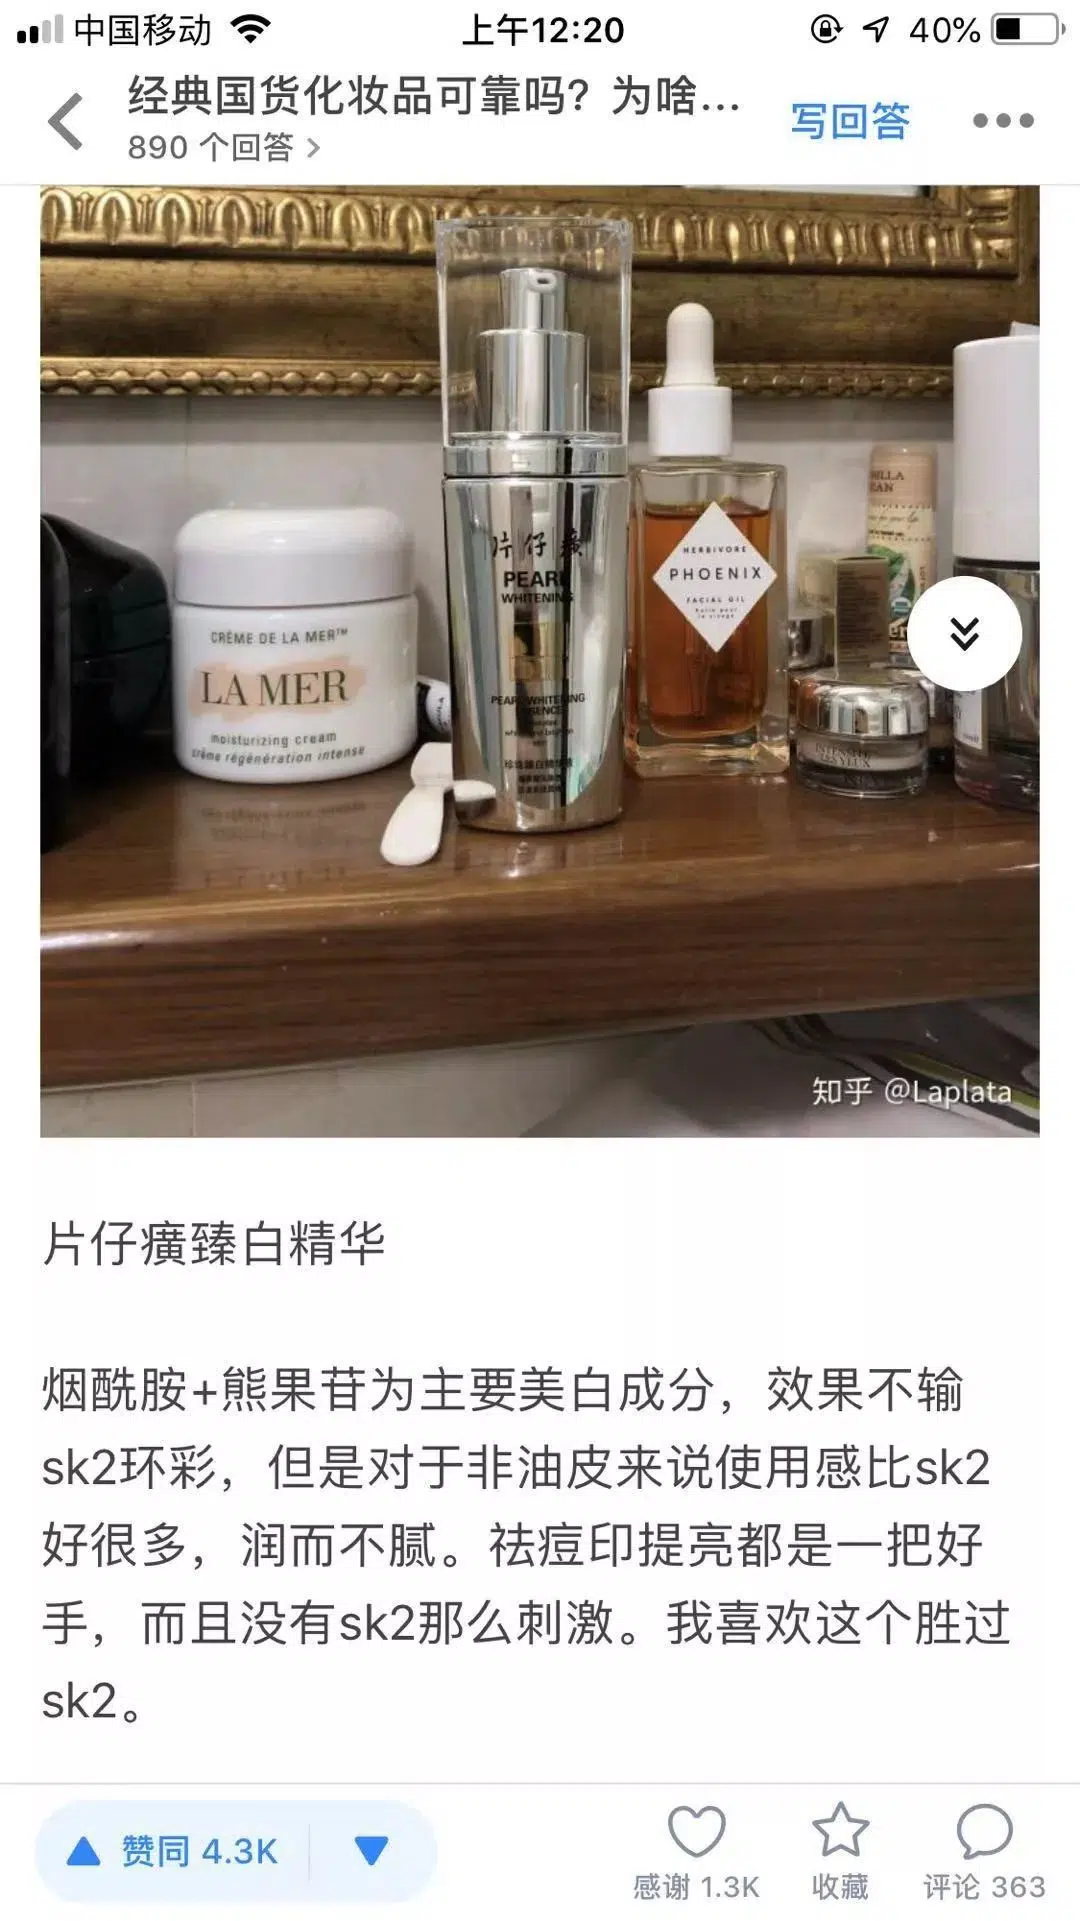 中国移动
上午12:20
40%
经典国货化妆品可靠吗？为啥...
写回答
890 个回答
CRÈME DE LA MER™
LA MER
moisturizing cream
crème régénération intense
片仔癀
PEARL
WHITENING
PEARL WHITENING
ESSENCE
HERBIVORE
PHOENIX
FACIAL OIL
知乎 @Laplata
片仔癀臻白精华
烟酰胺+熊果苷为主要美白成分，效果不输
sk2环彩，但是对于非油皮来说使用感比sk2
好很多，润而不腻。祛痘印提亮都是一把好
手，而且没有sk2那么刺激。我喜欢这个胜过
sk2。
赞同 4.3K
感谢 1.3K
收藏
评论 363